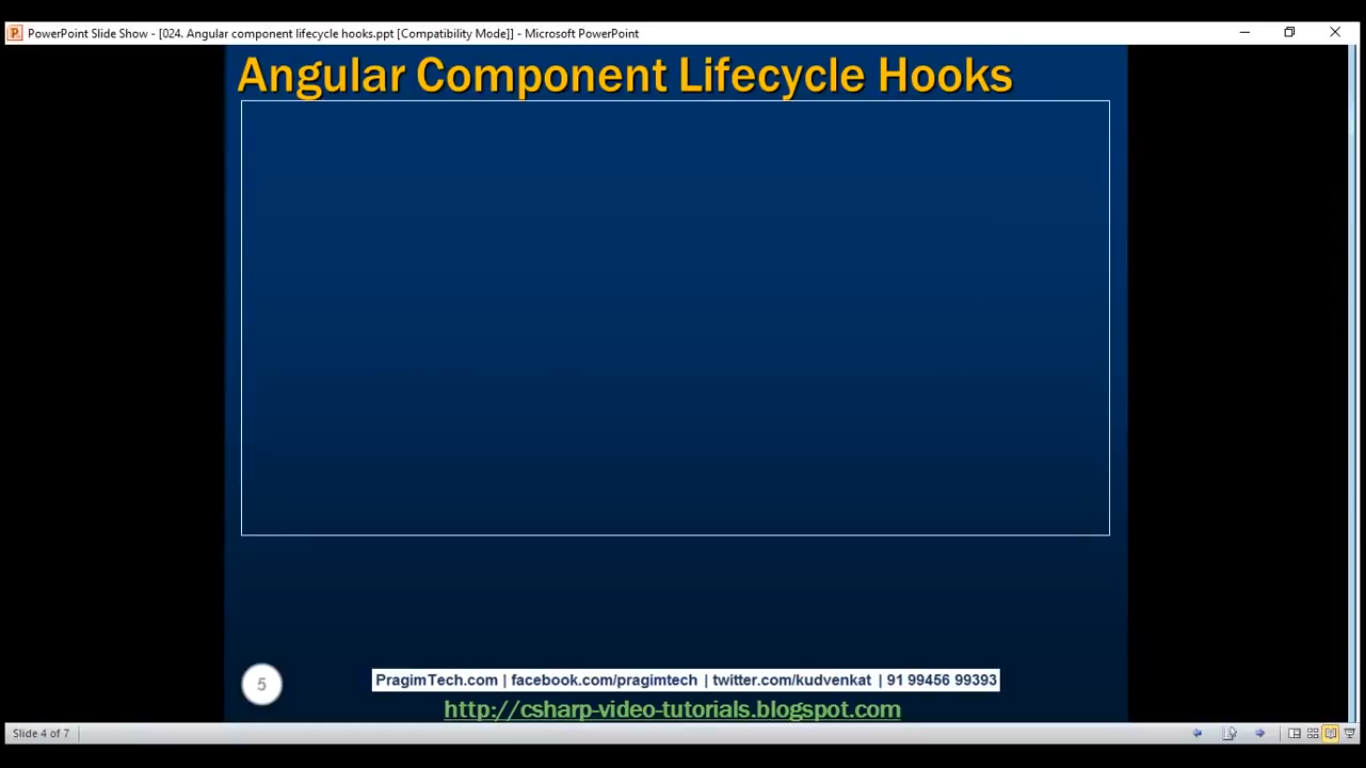 PowerPoint Slide Show - [024. Angular component lifecycle hooks.ppt [Compatibility Mode]] - Microsoft PowerPoint
Angular Component Lifecycle Hooks
5
PragimTech.com | facebook.com/pragimtech | twitter.com/kudvenkat | 91 99456 99393
http://csharp-video-tutorials.blogspot.com
Slide 4 of 7